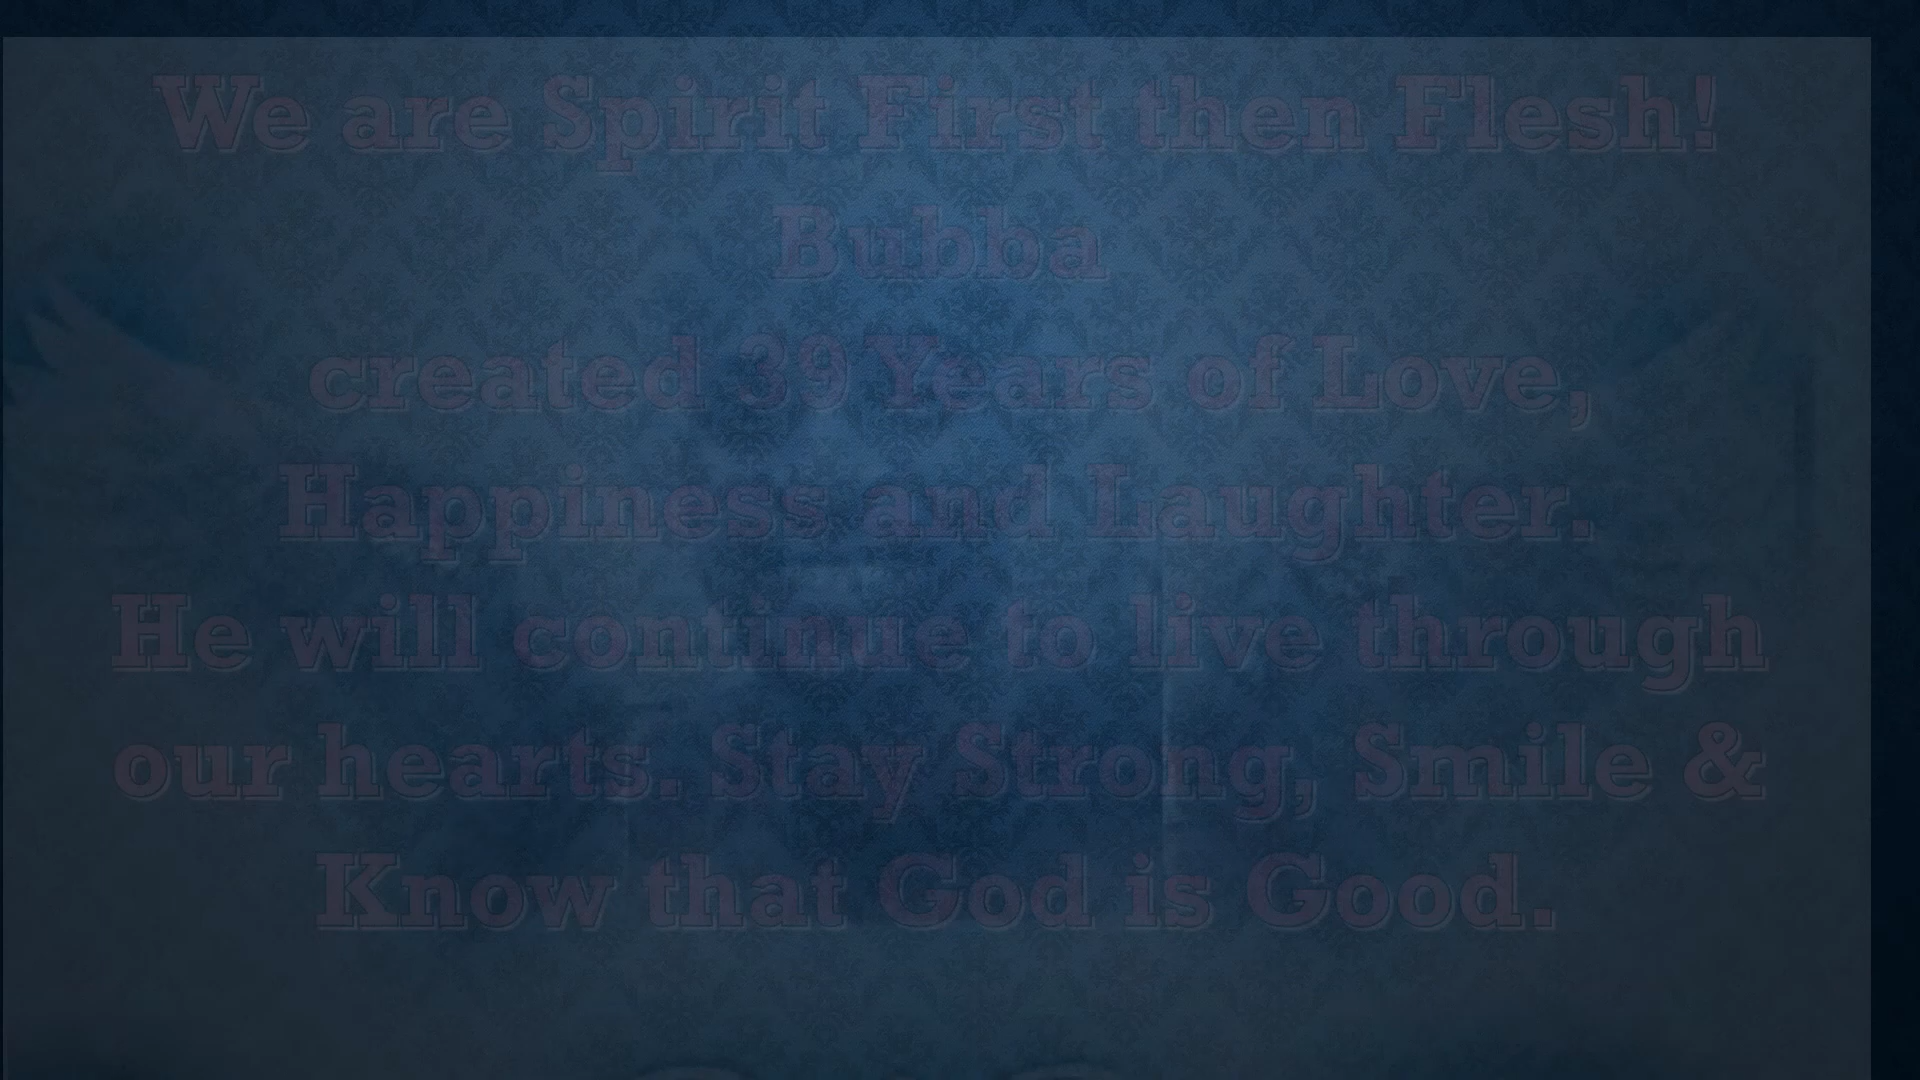 We are Spirit First then Flesh!
Bubba
created 39 Years of Love,
Happiness and Laughter.
He will continue to live through
our hearts. Stay Strong, Smile &
Know that God is Good.